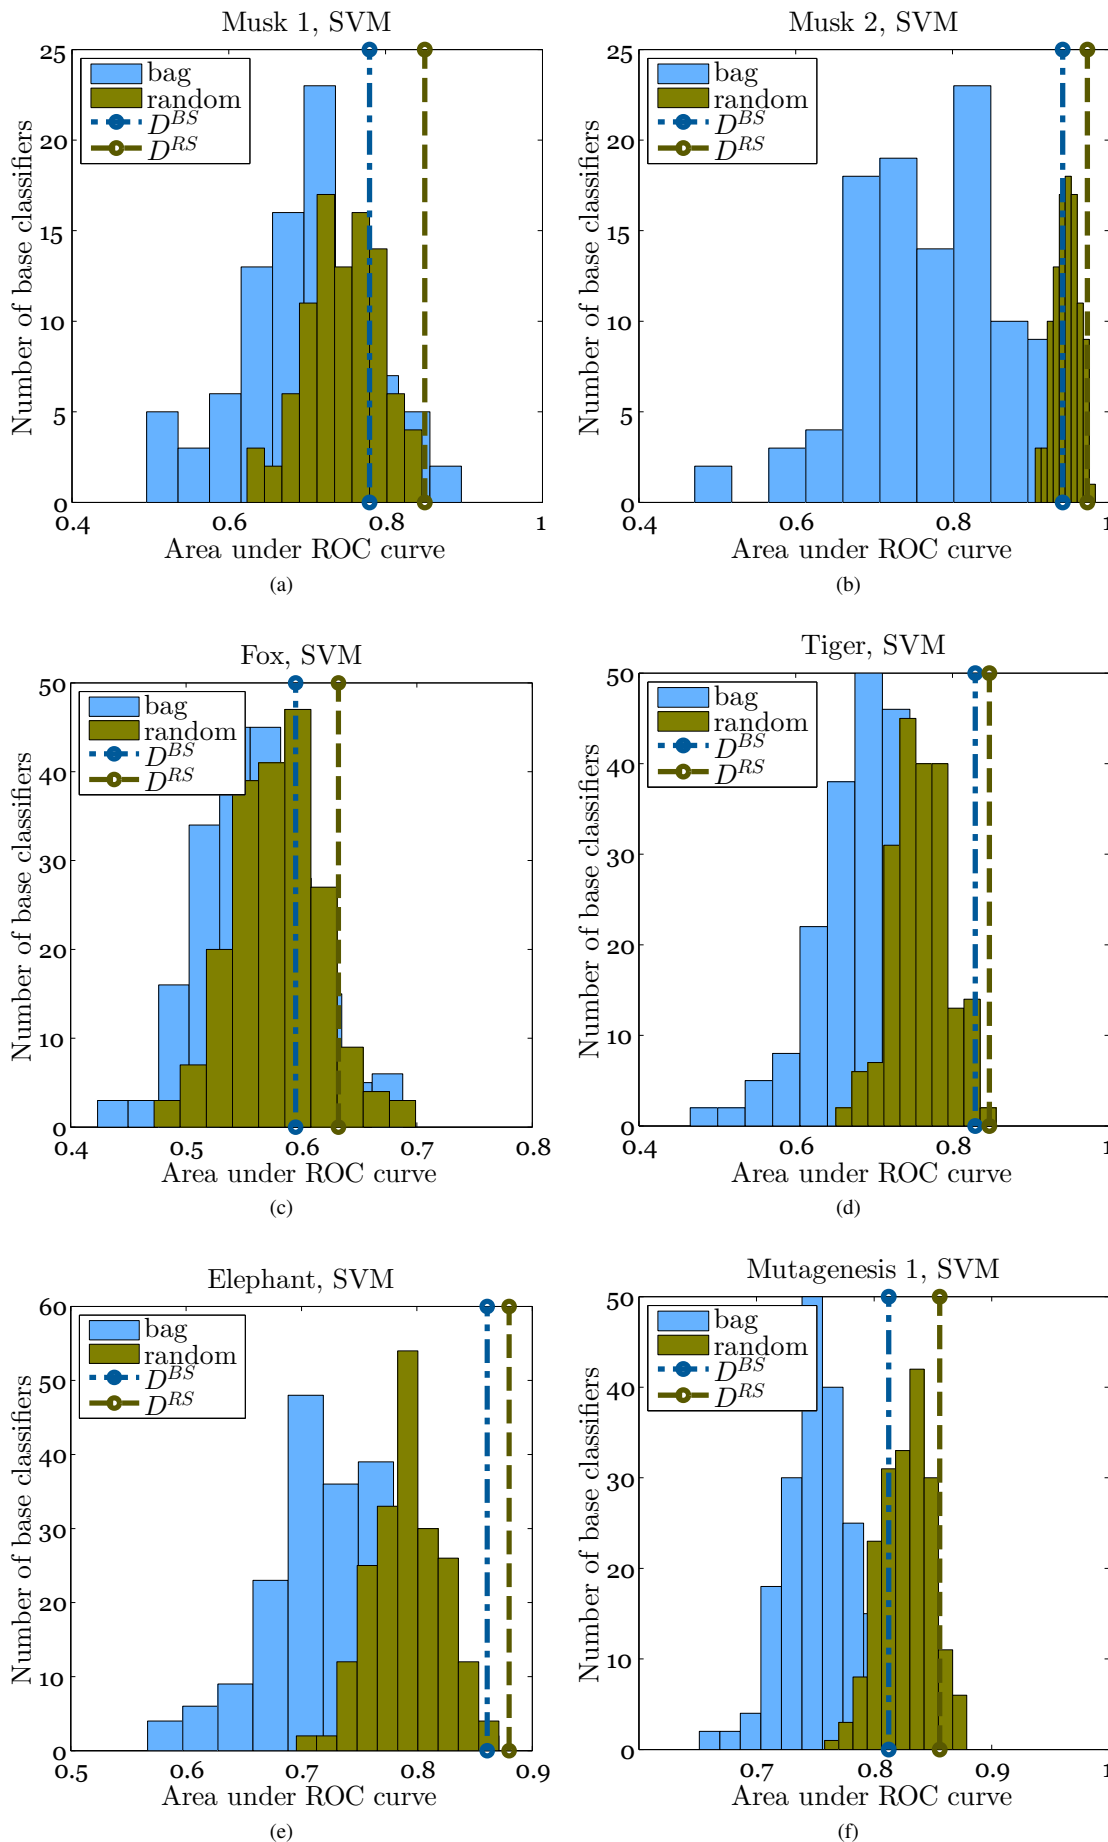 Musk 1, SVM
25
20
15
10
5
0
Number of base classifiers
bag
random
D^BS
D^RS
0.4 0.6 0.8 1
Area under ROC curve
(a)
Musk 2, SVM
25
20
15
10
5
0
Number of base classifiers
bag
random
D^BS
D^RS
0.4 0.6 0.8 1
Area under ROC curve
(b)
Fox, SVM
50
40
30
20
10
0
Number of base classifiers
bag
random
D^BS
D^RS
0.4 0.5 0.6 0.7 0.8
Area under ROC curve
(c)
Tiger, SVM
50
40
30
20
10
0
Number of base classifiers
bag
random
D^BS
D^RS
0.4 0.6 0.8 1
Area under ROC curve
(d)
Elephant, SVM
60
50
40
30
20
10
0
Number of base classifiers
bag
random
D^BS
D^RS
0.5 0.6 0.7 0.8 0.9
Area under ROC curve
(e)
Mutagenesis 1, SVM
50
40
30
20
10
0
Number of base classifiers
bag
random
D^BS
D^RS
0.7 0.8 0.9 1
Area under ROC curve
(f)